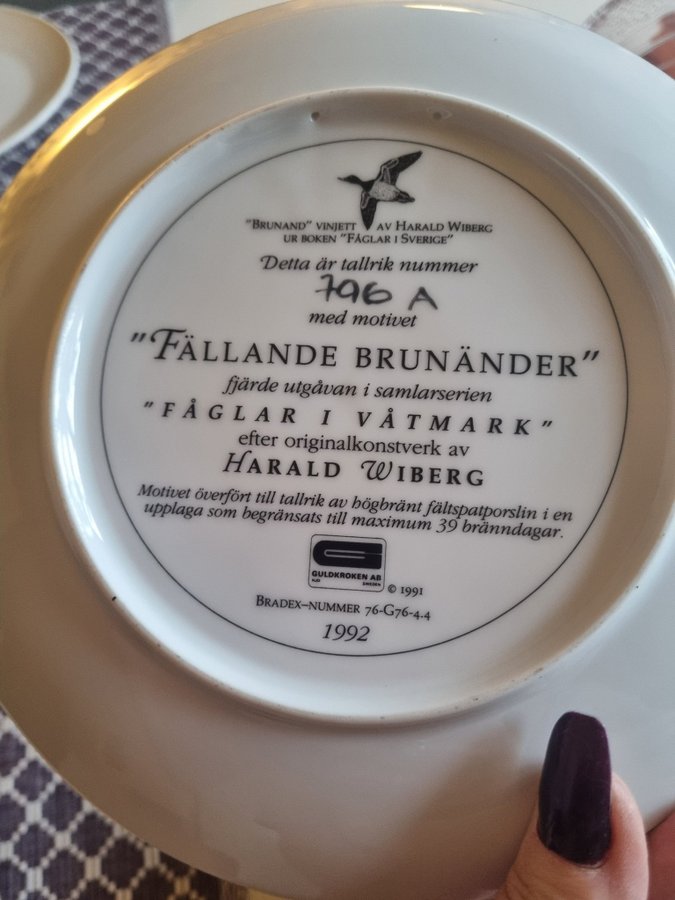 "Brunand" vinjett av Harald Wiberg
ur boken "Fåglar i Sverige"
Detta är tallrik nummer
796 A
med motivet
"FÄLLANDE BRUNÄNDER"
fjärde utgåvan i samlarserien
"FÅGLAR I VÅTMARK"
efter originalkonstverk av
HARALD WIBERG
Motivet överfört till tallrik av högbränt fältspatporslin i en
upplaga som begränsats till maximum 39 bränndagar.
GULDKROKEN AB
HJO SWEDEN
© 1991
Bradex–nummer 76-G76-4.4
1992